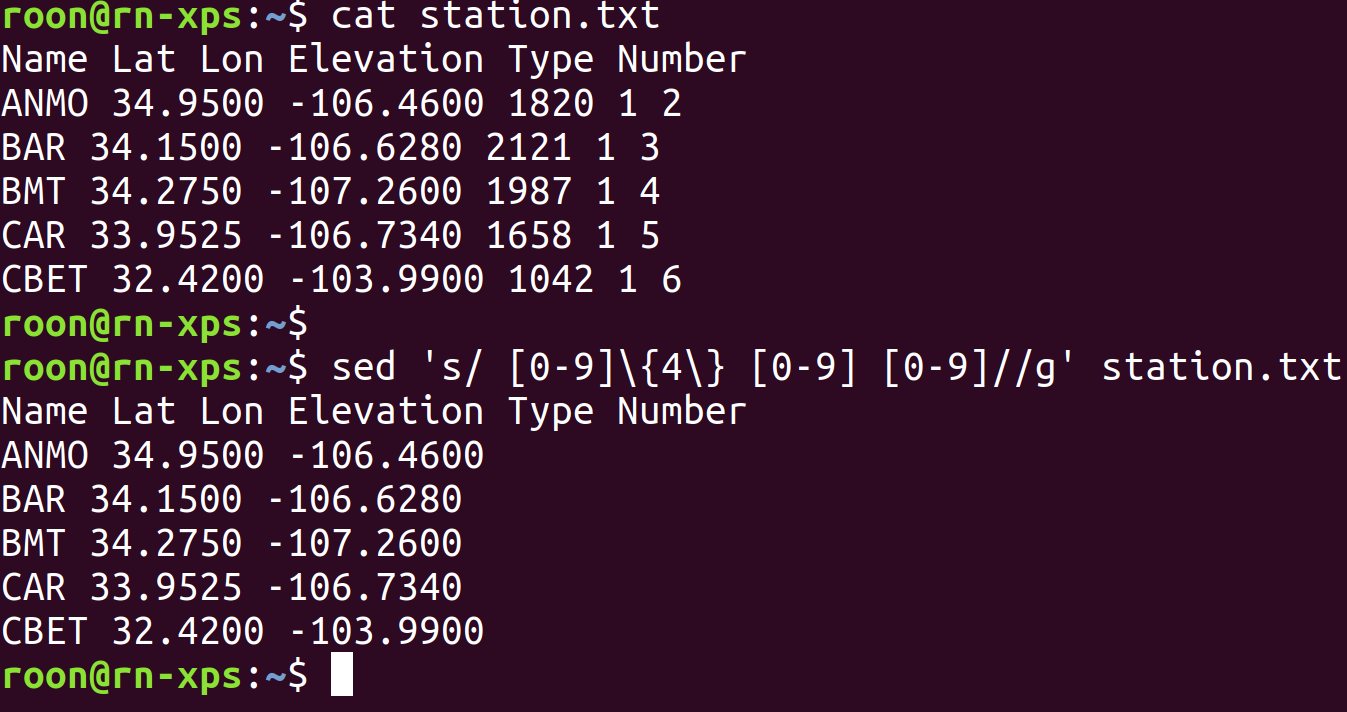 roon@rn-xps:~$ cat station.txt
Name Lat Lon Elevation Type Number
ANMO 34.9500 -106.4600 1820 1 2
BAR 34.1500 -106.6280 2121 1 3
BMT 34.2750 -107.2600 1987 1 4
CAR 33.9525 -106.7340 1658 1 5
CBET 32.4200 -103.9900 1042 1 6
roon@rn-xps:~$
roon@rn-xps:~$ sed 's/ [0-9]\{4\} [0-9] [0-9]//g' station.txt
Name Lat Lon Elevation Type Number
ANMO 34.9500 -106.4600
BAR 34.1500 -106.6280
BMT 34.2750 -107.2600
CAR 33.9525 -106.7340
CBET 32.4200 -103.9900
roon@rn-xps:~$